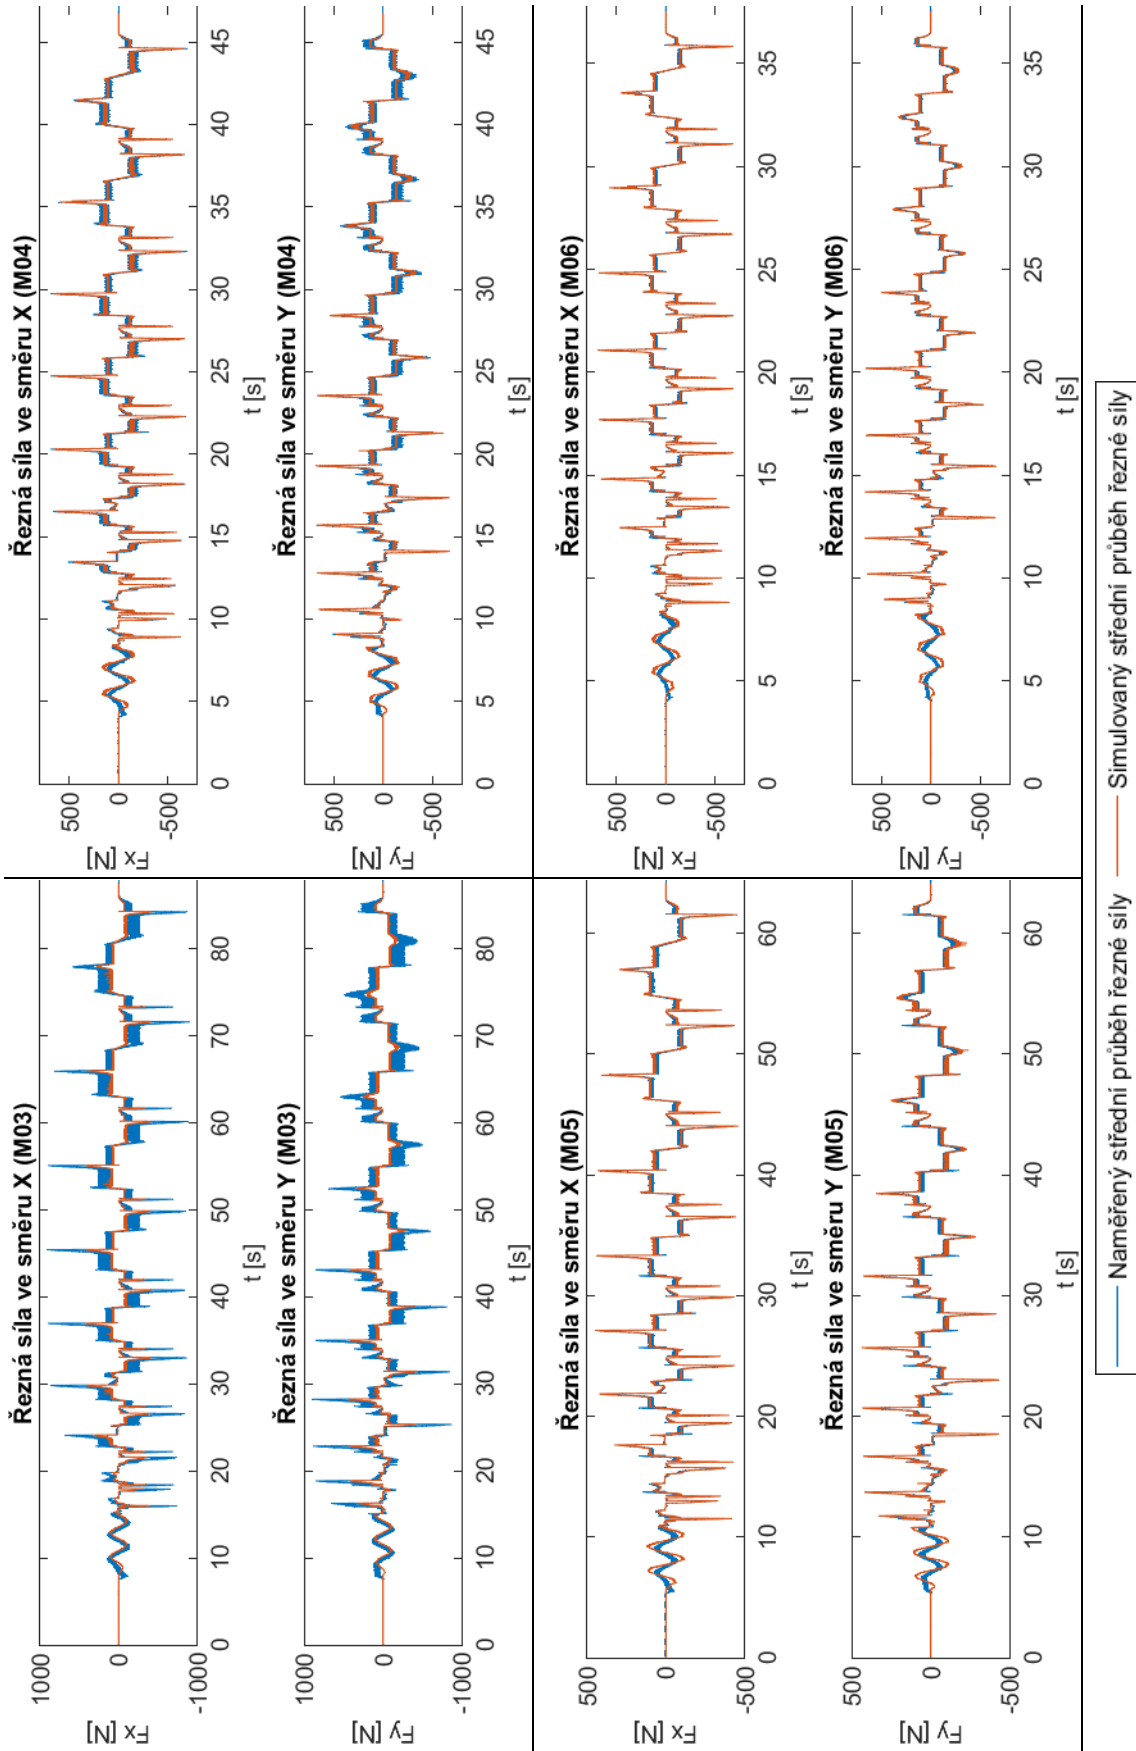 Řezná síla ve směru X (M03)
1000
0
-1000
Fx [N]
0 10 20 30 40 50 60 70 80
t [s]
Řezná síla ve směru Y (M03)
1000
0
-1000
Fy [N]
0 10 20 30 40 50 60 70 80
t [s]
Řezná síla ve směru X (M04)
500
0
-500
Fx [N]
0 5 10 15 20 25 30 35 40 45
t [s]
Řezná síla ve směru Y (M04)
500
0
-500
Fy [N]
0 5 10 15 20 25 30 35 40 45
t [s]
Řezná síla ve směru X (M05)
500
0
-500
Fx [N]
0 10 20 30 40 50 60
t [s]
Řezná síla ve směru Y (M05)
500
0
-500
Fy [N]
0 10 20 30 40 50 60
t [s]
Řezná síla ve směru X (M06)
500
0
-500
Fx [N]
0 5 10 15 20 25 30 35
t [s]
Řezná síla ve směru Y (M06)
500
0
-500
Fy [N]
0 5 10 15 20 25 30 35
t [s]
Naměřený střední průběh řezné síly
Simulovaný střední průběh řezné síly